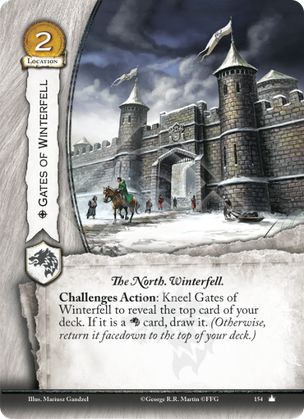 2
LOCATION
GATES OF WINTERFELL
The North. Winterfell.
Challenges Action: Kneel Gates of
Winterfell to reveal the top card of your
deck. If it is a card, draw it. (Otherwise,
return it facedown to the top of your deck.)
Illus. Mariusz Gandzel ©George R.R. Martin ©FFG 154